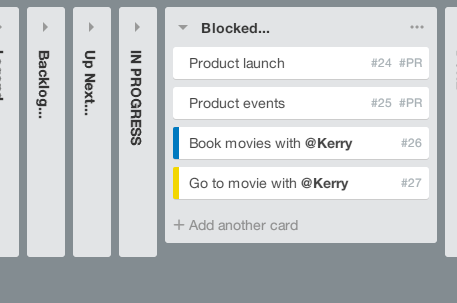 Backlog...
Up Next...
IN PROGRESS
Blocked...
Product launch #24 #PR
Product events #25 #PR
Book movies with @Kerry #26
Go to movie with @Kerry #27
+ Add another card